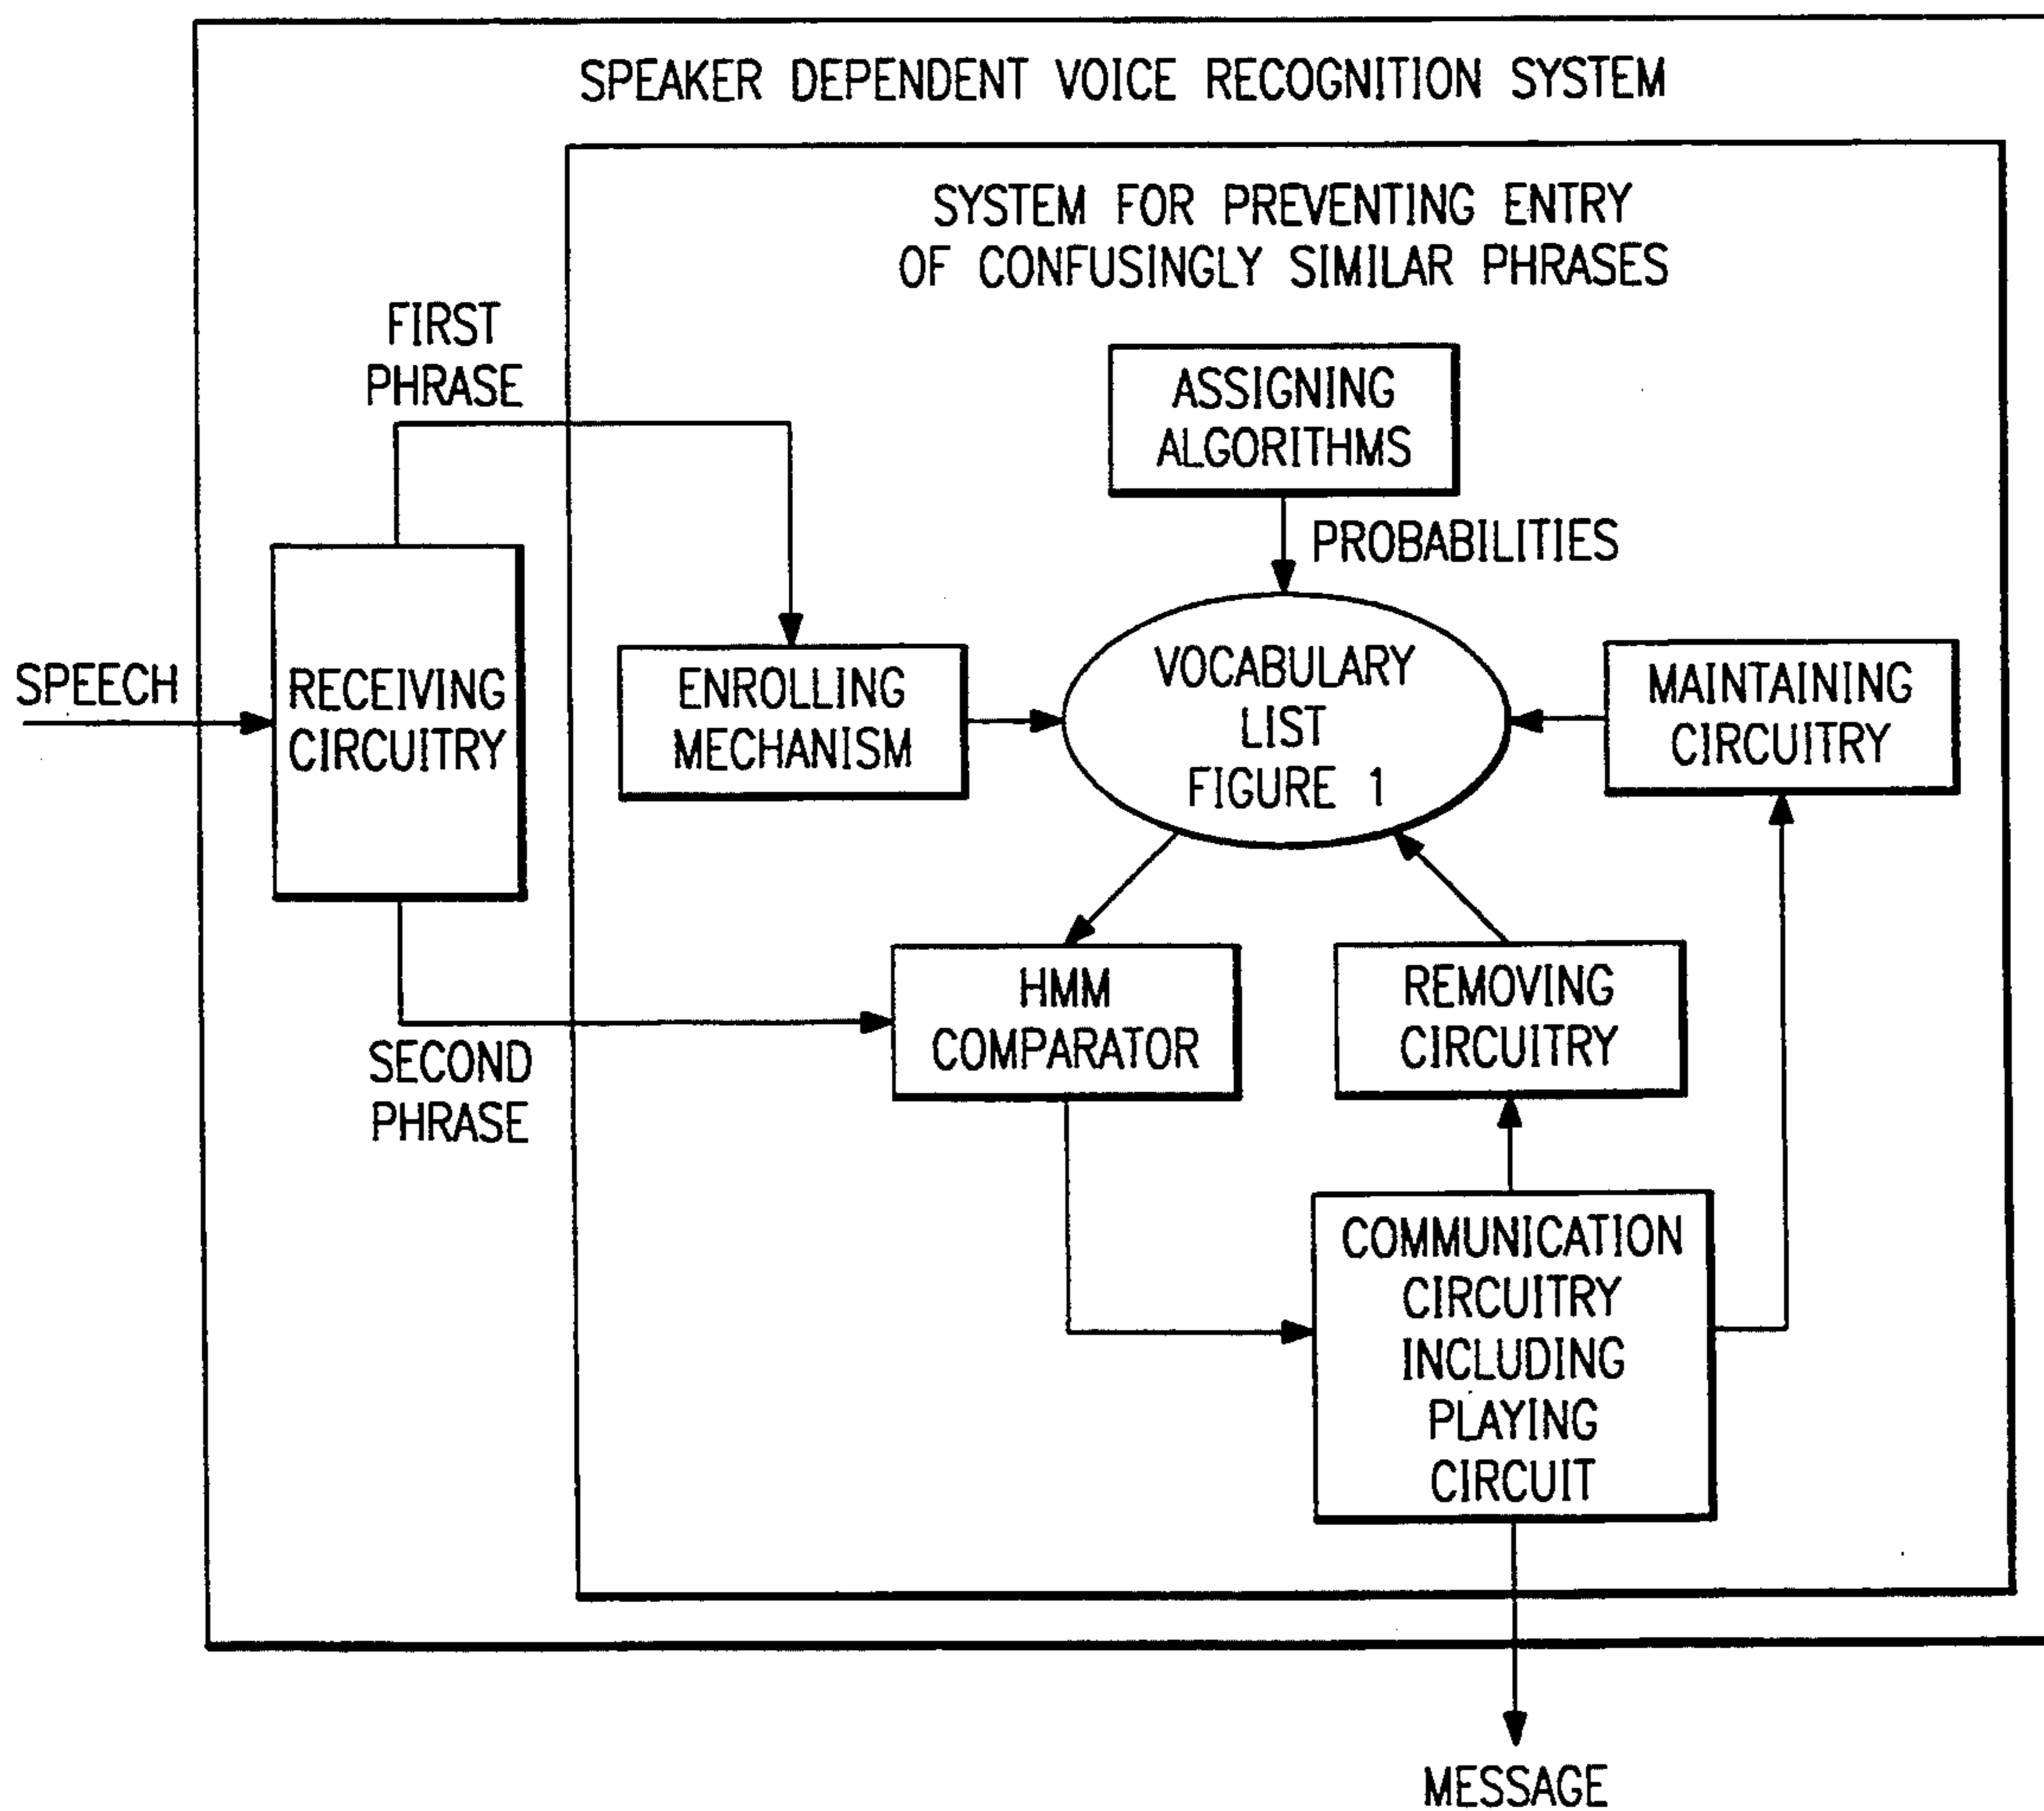 SPEAKER DEPENDENT VOICE RECOGNITION SYSTEM
SYSTEM FOR PREVENTING ENTRY
OF CONFUSINGLY SIMILAR PHRASES
FIRST
PHRASE
ASSIGNING
ALGORITHMS
PROBABILITIES
SPEECH
RECEIVING
CIRCUITRY
ENROLLING
MECHANISM
VOCABULARY
LIST
FIGURE 1
MAINTAINING
CIRCUITRY
SECOND
PHRASE
HMM
COMPARATOR
REMOVING
CIRCUITRY
COMMUNICATION
CIRCUITRY
INCLUDING
PLAYING
CIRCUIT
MESSAGE